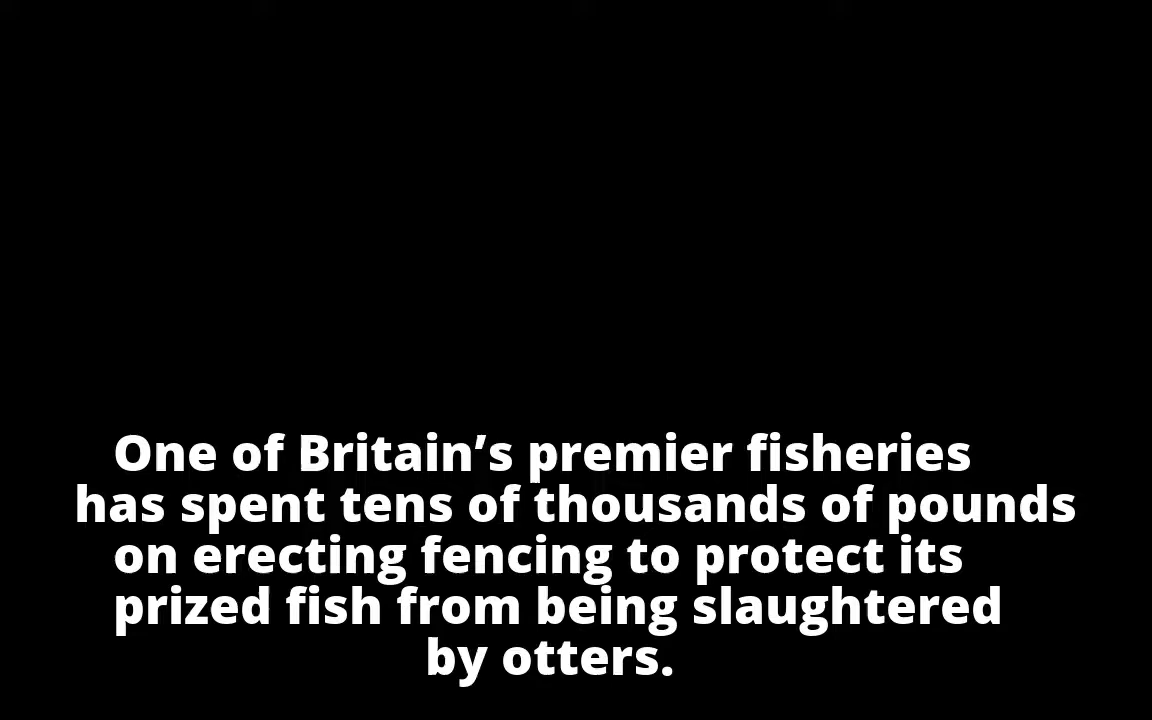 One of Britain’s premier fisheries
has spent tens of thousands of pounds
on erecting fencing to protect its
prized fish from being slaughtered
by otters.